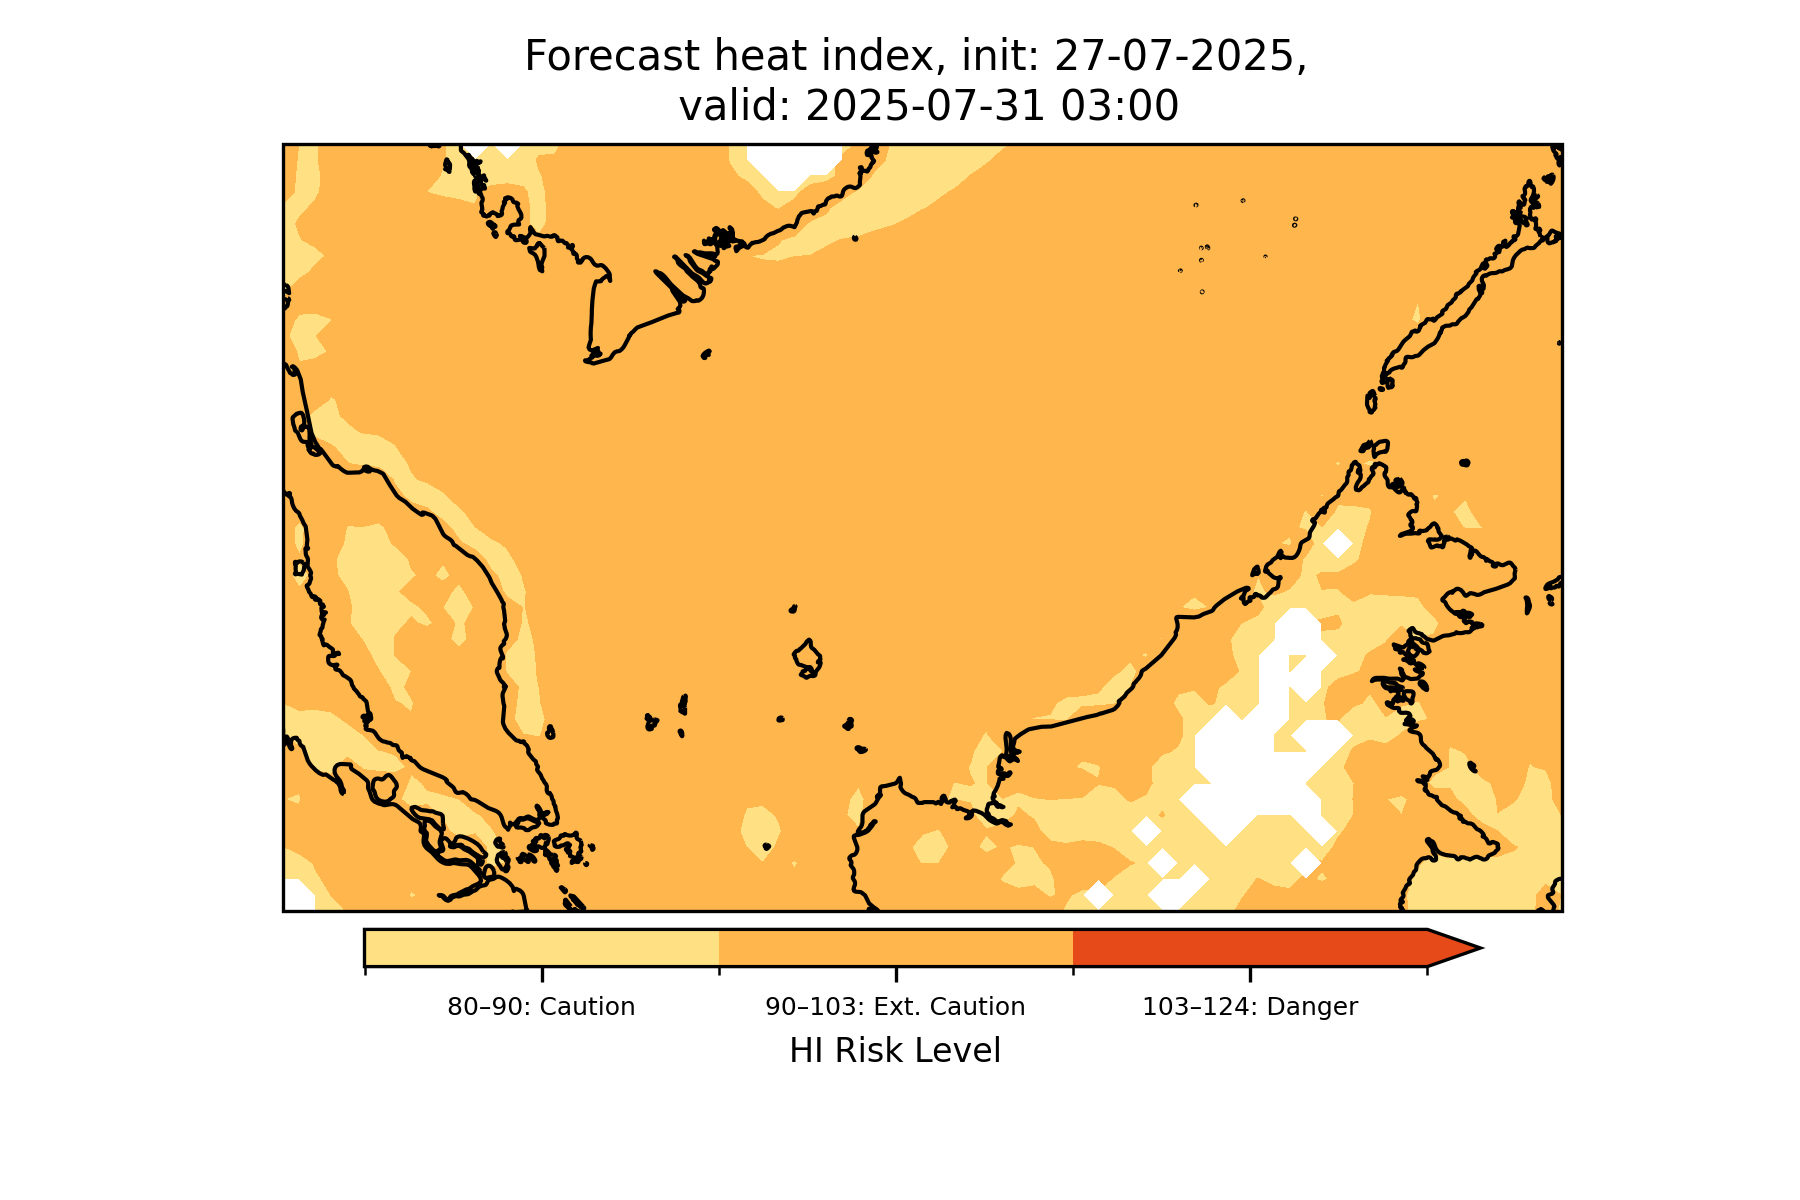 Forecast heat index, init: 27-07-2025,
valid: 2025-07-31 03:00
80–90: Caution
90–103: Ext. Caution
103–124: Danger
HI Risk Level